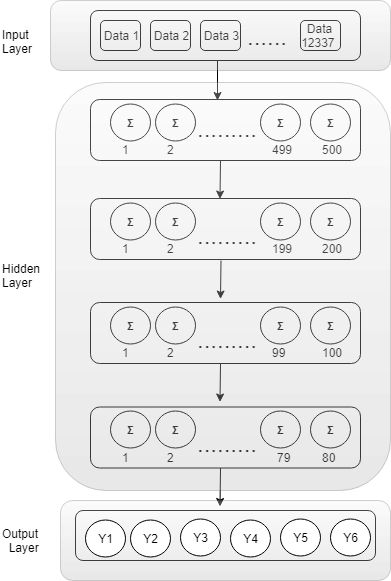 Input
Layer
Data 1 Data 2 Data 3 ...... Data
12337
Σ Σ ......... Σ Σ
1 2 499 500
Σ Σ ......... Σ Σ
1 2 199 200
Hidden
Layer
Σ Σ ......... Σ Σ
1 2 99 100
Σ Σ ......... Σ Σ
1 2 79 80
Output
Layer
Y1 Y2 Y3 Y4 Y5 Y6